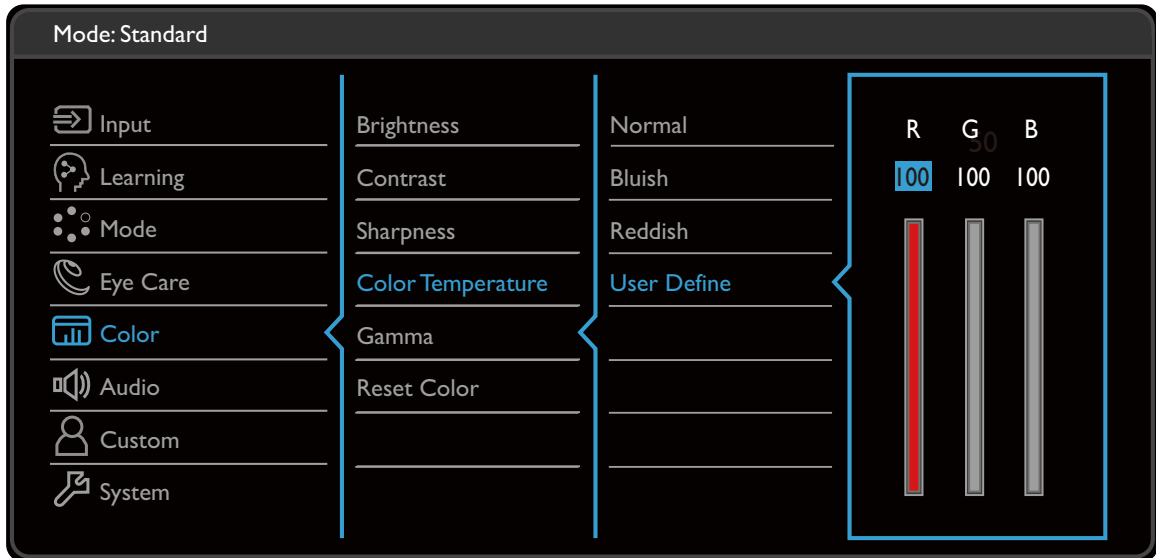 Mode: Standard
Input
Learning
Mode
Eye Care
Color
Audio
Custom
System
Brightness
Contrast
Sharpness
Color Temperature
Gamma
Reset Color
Normal
Bluish
Reddish
User Define
R G B
50
100 100 100